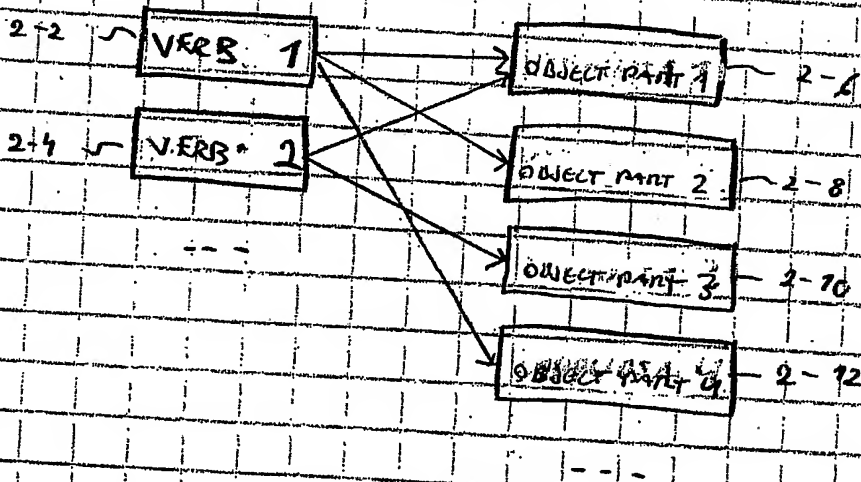 2-2 VERB 1 OBJECT PART 1 2-6
2-4 VERB 2 OBJECT PART 2 2-8
--- OBJECT PART 3 2-10
OBJECT PART 4 2-12
---